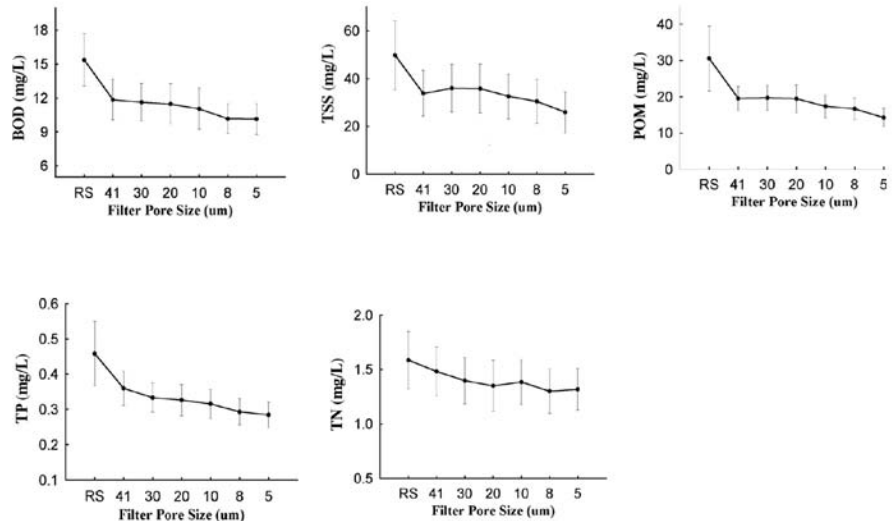 BOD (mg/L)
18
15
12
9
6
RS 41 30 20 10 8 5
Filter Pore Size (um)
TSS (mg/L)
60
40
20
0
RS 41 30 20 10 8 5
Filter Pore Size (um)
POM (mg/L)
40
30
20
10
0
RS 41 30 20 10 8 5
Filter Pore Size (um)
TP (mg/L)
0.6
0.5
0.4
0.3
0.2
0.1
RS 41 30 20 10 8 5
Filter Pore Size (um)
TN (mg/L)
2.0
1.5
1.0
0.5
RS 41 30 20 10 8 5
Filter Pore Size (um)